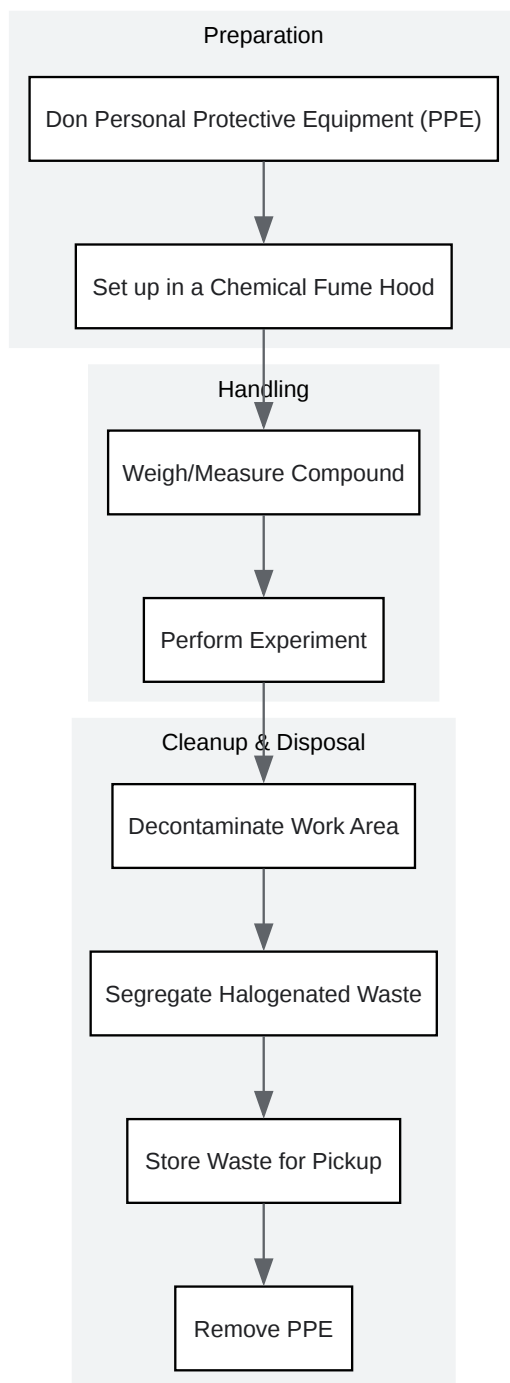 Preparation
Don Personal Protective Equipment (PPE)
Set up in a Chemical Fume Hood
Handling
Weigh/Measure Compound
Perform Experiment
Cleanup & Disposal
Decontaminate Work Area
Segregate Halogenated Waste
Store Waste for Pickup
Remove PPE